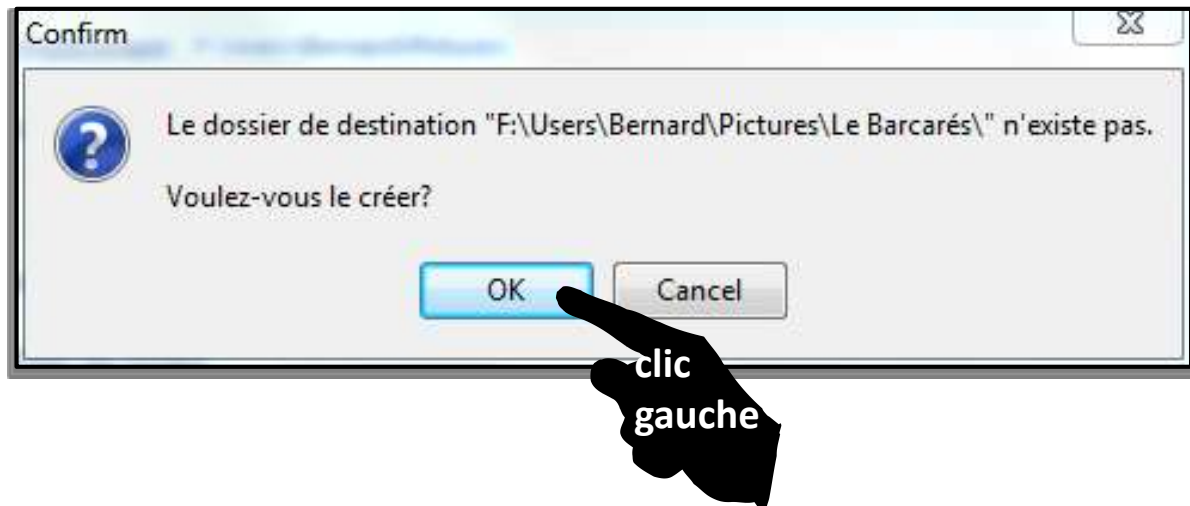 Confirm
Le dossier de destination "F:\Users\Bernard\Pictures\Le Barcarés\" n'existe pas.
Voulez-vous le créer?
OK
Cancel
clic
gauche